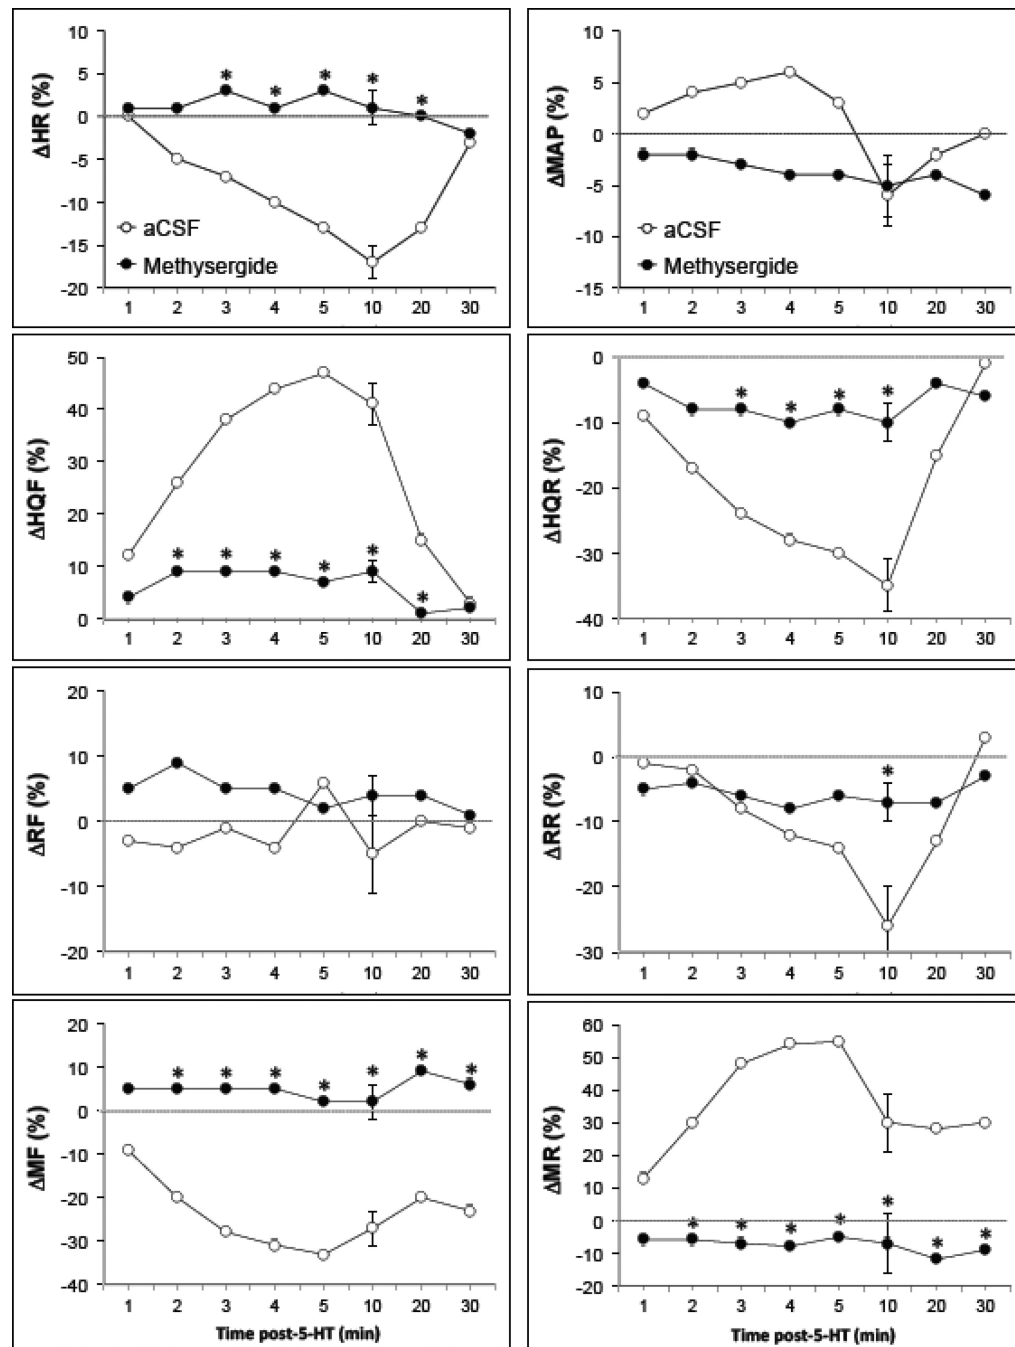 ΔHR (%)
10
5
0
-5
-10
-15
-20
* * * * *
aCSF
Methysergide
1 2 3 4 5 10 20 30
ΔMAP (%)
10
5
0
-5
-10
-15
aCSF
Methysergide
1 2 3 4 5 10 20 30
ΔHQF (%)
50
40
30
20
10
0
* * * * * *
1 2 3 4 5 10 20 30
ΔHQR (%)
0
-10
-20
-30
-40
* * * *
1 2 3 4 5 10 20 30
ΔRF (%)
20
10
0
-10
-20
1 2 3 4 5 10 20 30
ΔRR (%)
10
0
-10
-20
-30
*
1 2 3 4 5 10 20 30
ΔMF (%)
20
10
0
-10
-20
-30
-40
* * * * * * *
1 2 3 4 5 10 20 30
Time post-5-HT (min)
ΔMR (%)
60
50
40
30
20
10
0
-10
-20
* * * * * * *
1 2 3 4 5 10 20 30
Time post-5-HT (min)